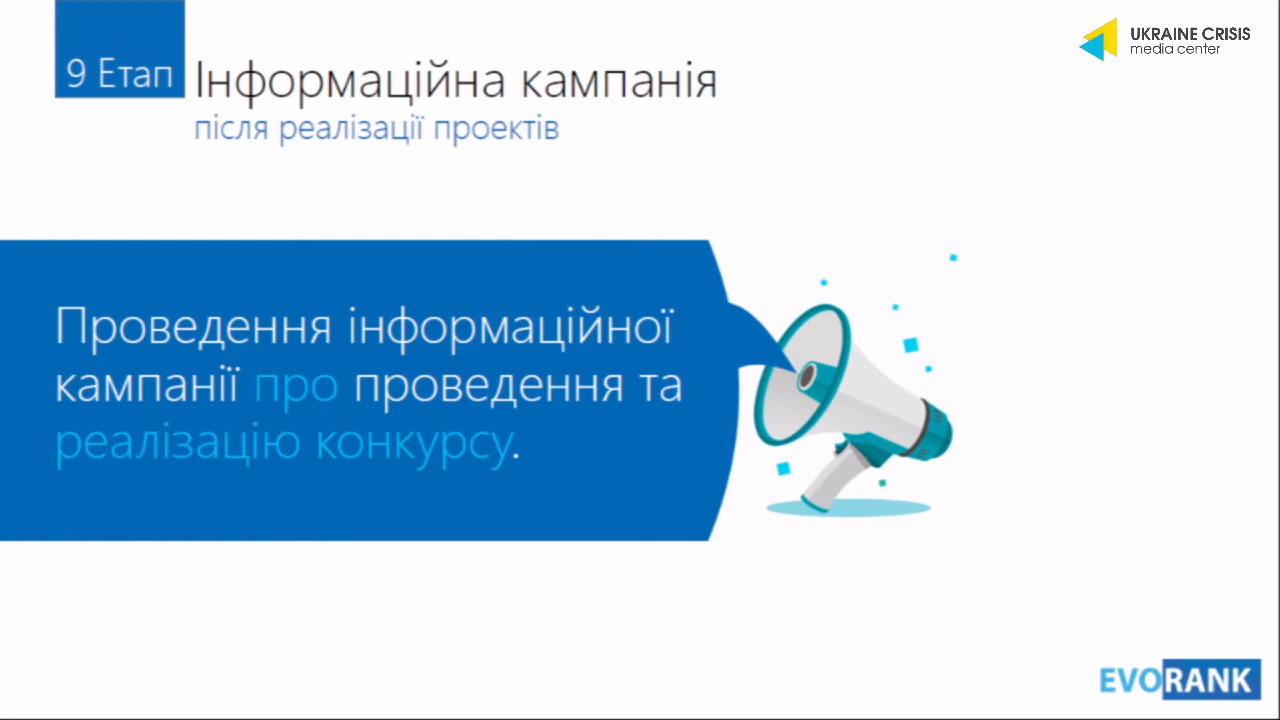 9 Етап
Інформаційна кампанія
після реалізації проектів
UKRAINE CRISIS
media center
Проведення інформаційної
кампанії про проведення та
реалізацію конкурсу.
EVORANK